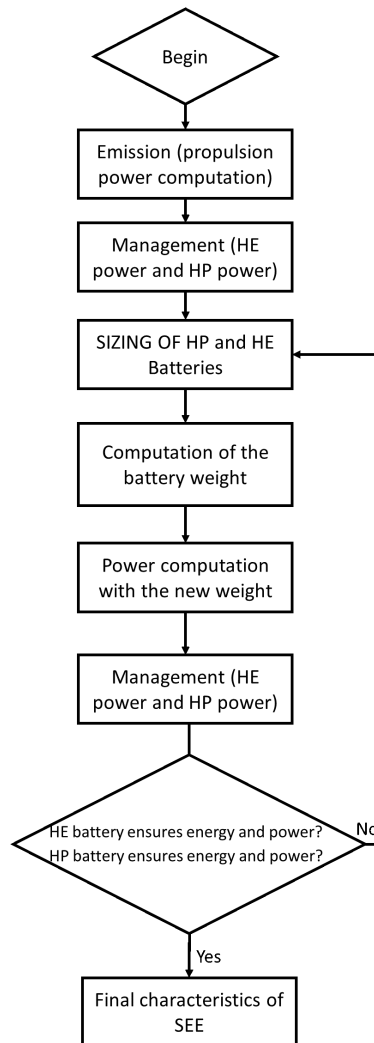 Begin
Emission (propulsion
power computation)
Management (HE
power and HP power)
SIZING OF HP and HE
Batteries
Computation of the
battery weight
Power computation
with the new weight
Management (HE
power and HP power)
HE battery ensures energy and power?
HP battery ensures energy and power?
No
Yes
Final characteristics of
SEE